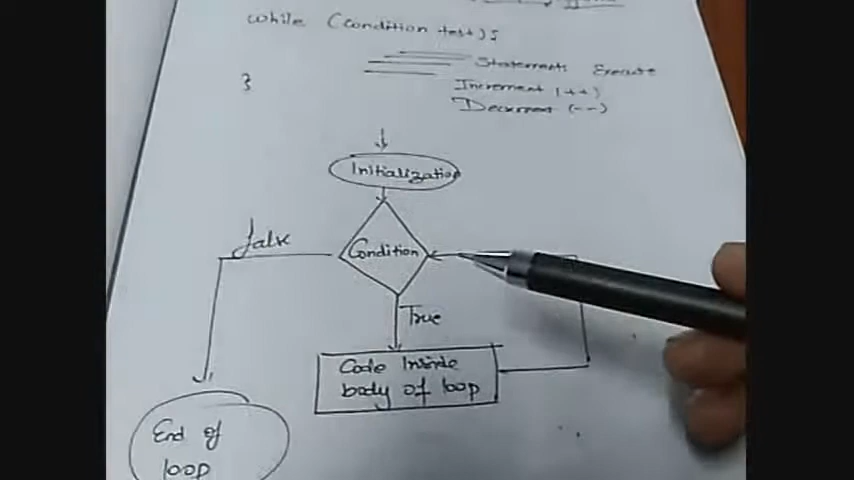 while (Condition test) {
Statements Execute
Increment (++)
Decrement (--)
}
Initialization
Condition
false
True
Code Inside
body of loop
End of
loop